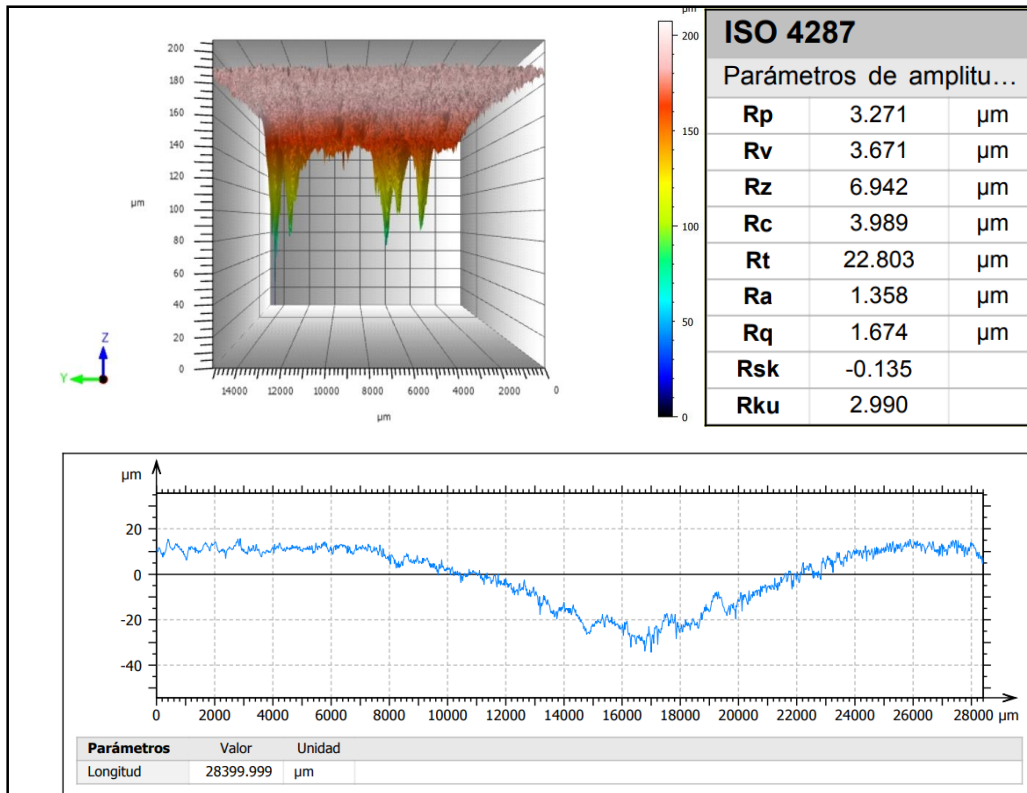 µm
200
180
160
140
120
100
80
60
40
20
0
µm
14000 12000 10000 8000 6000 4000 2000 0
µm
Z
Y
200
150
100
50
0
ISO 4287
Parámetros de amplitu…
Rp 3.271 µm
Rv 3.671 µm
Rz 6.942 µm
Rc 3.989 µm
Rt 22.803 µm
Ra 1.358 µm
Rq 1.674 µm
Rsk -0.135
Rku 2.990
µm
20
0
-20
-40
0 2000 4000 6000 8000 10000 12000 14000 16000 18000 20000 22000 24000 26000 28000 µm
Parámetros Valor Unidad
Longitud 28399.999 µm